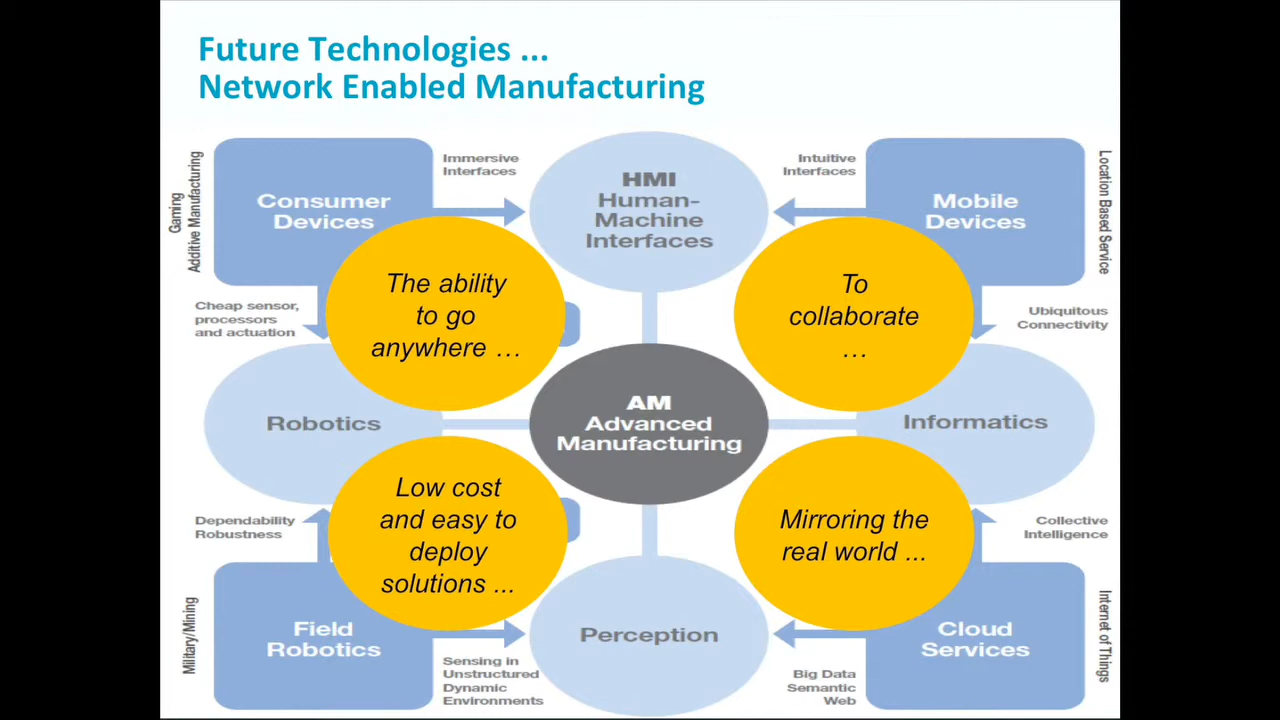 Future Technologies ...
Network Enabled Manufacturing
Gaming
Additive Manufacturing
Consumer
Devices
Immersive
Interfaces
HMI
Human-
Machine
Interfaces
Intuitive
Interfaces
Mobile
Devices
Location Based Service
The ability
to go
anywhere …
To
collaborate
…
Cheap sensor,
processors
and actuation
Ubiquitous
Connectivity
Robotics
AM
Advanced
Manufacturing
Informatics
Low cost
and easy to
deploy
solutions ...
Mirroring the
real world ...
Dependability
Robustness
Collective
Intelligence
Military/Mining
Field
Robotics
Sensing in
Unstructured
Dynamic
Environments
Perception
Big Data
Semantic
Web
Cloud
Services
Internet of Things